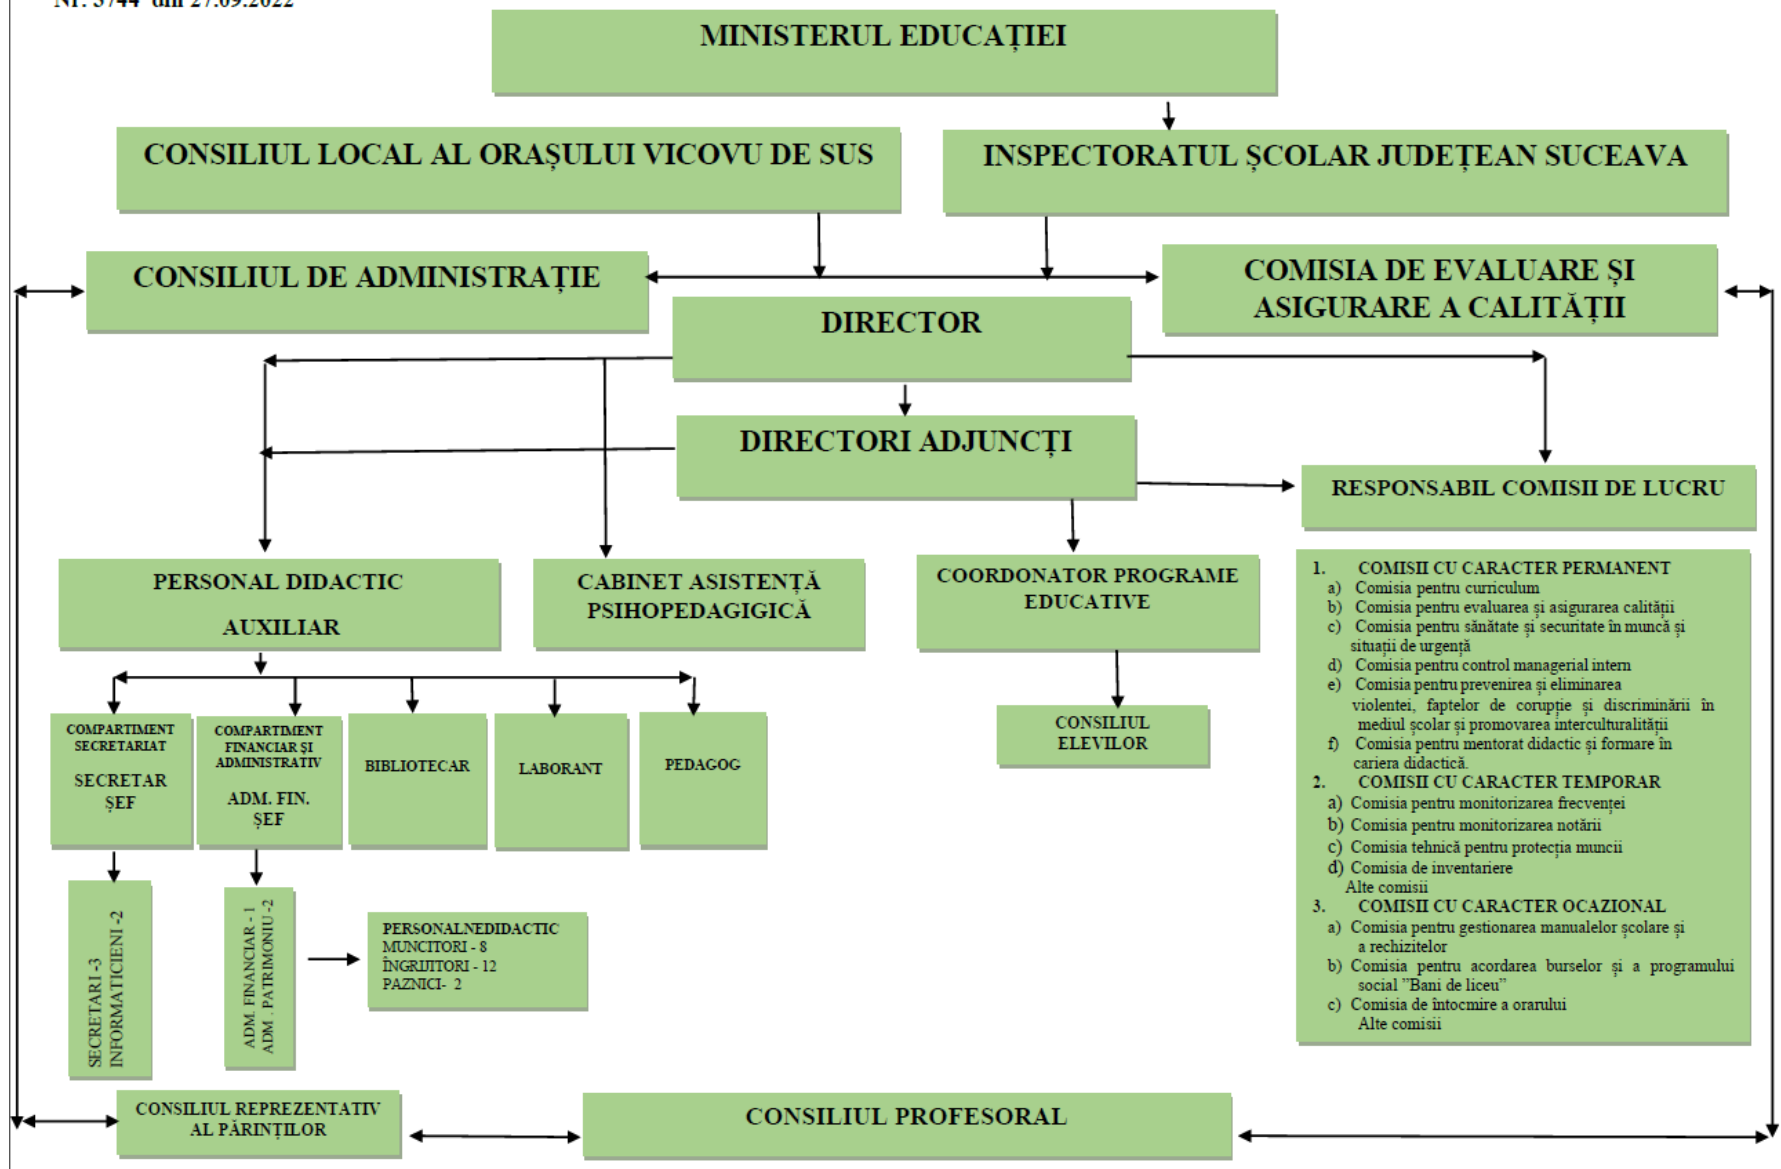 Nr. 3744 din 27.09.2022
MINISTERUL EDUCAȚIEI
CONSILIUL LOCAL AL ORAȘULUI VICOVU DE SUS
INSPECTORATUL ȘCOLAR JUDEȚEAN SUCEAVA
CONSILIUL DE ADMINISTRAȚIE
COMISIA DE EVALUARE ȘI
ASIGURARE A CALITĂȚII
DIRECTOR
DIRECTORI ADJUNCȚI
RESPONSABIL COMISII DE LUCRU
PERSONAL DIDACTIC
AUXILIAR
CABINET ASISTENȚĂ
PSIHOPEDAGIGICĂ
COORDONATOR PROGRAME
EDUCATIVE
CONSILIUL
ELEVILOR
1. COMISII CU CARACTER PERMANENT
a) Comisia pentru curriculum
b) Comisia pentru evaluarea și asigurarea calității
c) Comisia pentru sănătate și securitate în muncă și
situații de urgență
d) Comisia pentru control managerial intern
e) Comisia pentru prevenirea și eliminarea
violentei, faptelor de corupție și discriminării în
mediul școlar și promovarea interculturalității
f) Comisia pentru mentorat didactic și formare în
cariera didactică.
2. COMISII CU CARACTER TEMPORAR
a) Comisia pentru monitorizarea frecvenței
b) Comisia pentru monitorizarea notării
c) Comisia tehnică pentru protecția muncii
d) Comisia de inventariere
Alte comisii
3. COMISII CU CARACTER OCAZIONAL
a) Comisia pentru gestionarea manualelor școlare și
a rechizitelor
b) Comisia pentru acordarea burselor și a programului
social ”Bani de liceu”
c) Comisia de întocmire a orarului
Alte comisii
COMPARTIMENT
SECRETARIAT
SECRETAR
ȘEF
COMPARTIMENT
FINANCIAR ȘI
ADMINISTRATIV
ADM. FIN.
ȘEF
BIBLIOTECAR
LABORANT
PEDAGOG
SECRETARI -3
INFORMATICIENI -2
ADM. FINANCIAR - 1
ADM . PATRIMONIU -2
PERSONALNEDIDACTIC
MUNCITORI - 8
ÎNGRIJITORI - 12
PAZNICI- 2
CONSILIUL REPREZENTATIV
AL PĂRINȚILOR
CONSILIUL PROFESORAL